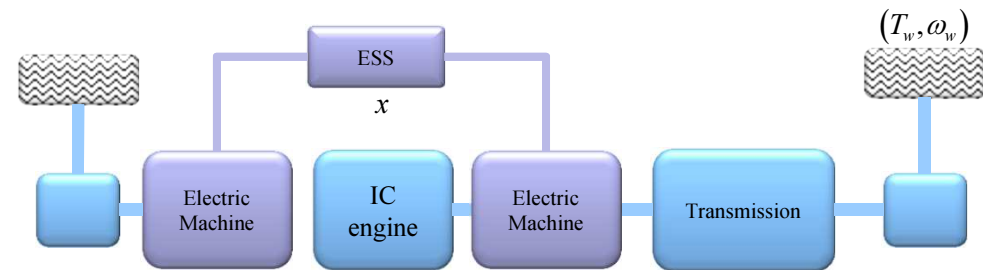 (T_w, ω_w)
ESS
x
Electric
Machine
IC
engine
Electric
Machine
Transmission